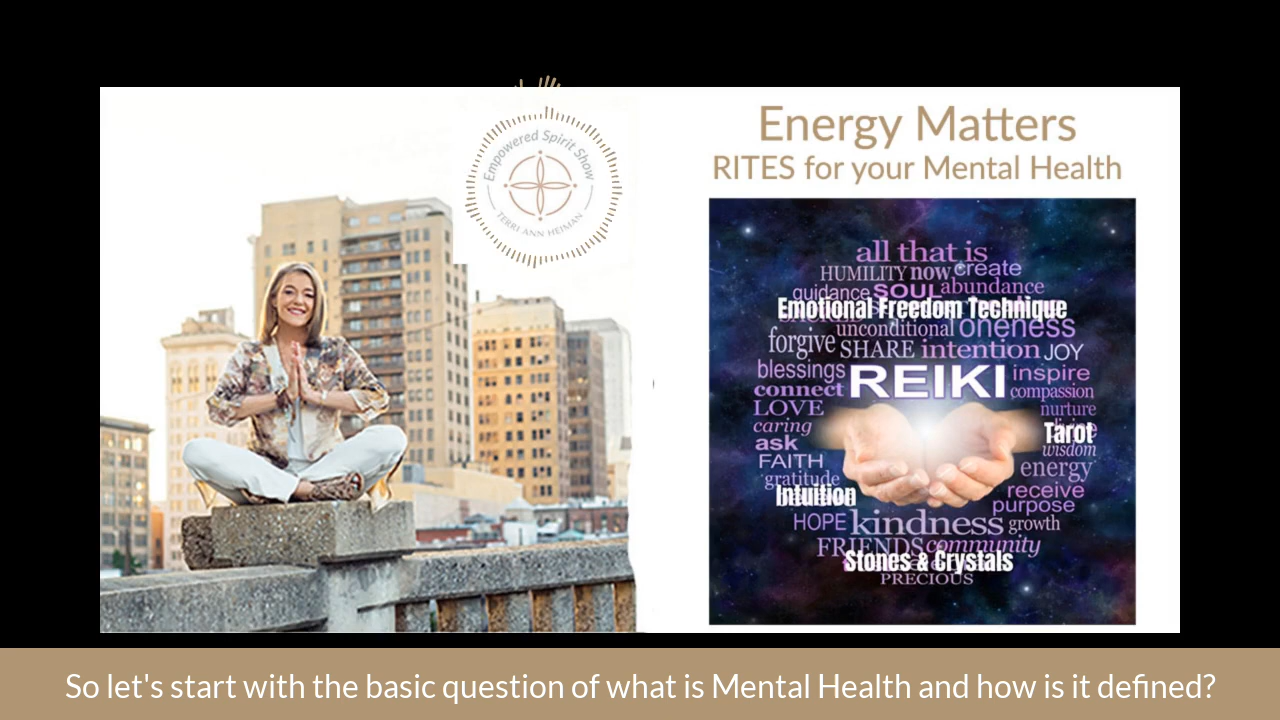 Empowered Spirit Show
TERRI ANN HEIMAN
Energy Matters
RITES for your Mental Health
all that is
HUMILITY now create
guidance SOUL abundance
Emotional Freedom Technique
unconditional oneness
forgive SHARE intention JOY
blessings REIKI inspire
connect compassion
LOVE nurture
caring Tarot
ask wisdom
FAITH energy
gratitude receive
Intuition purpose
HOPE kindness growth
FRIENDS community
Stones & Crystals
PRECIOUS
So let's start with the basic question of what is Mental Health and how is it defined?